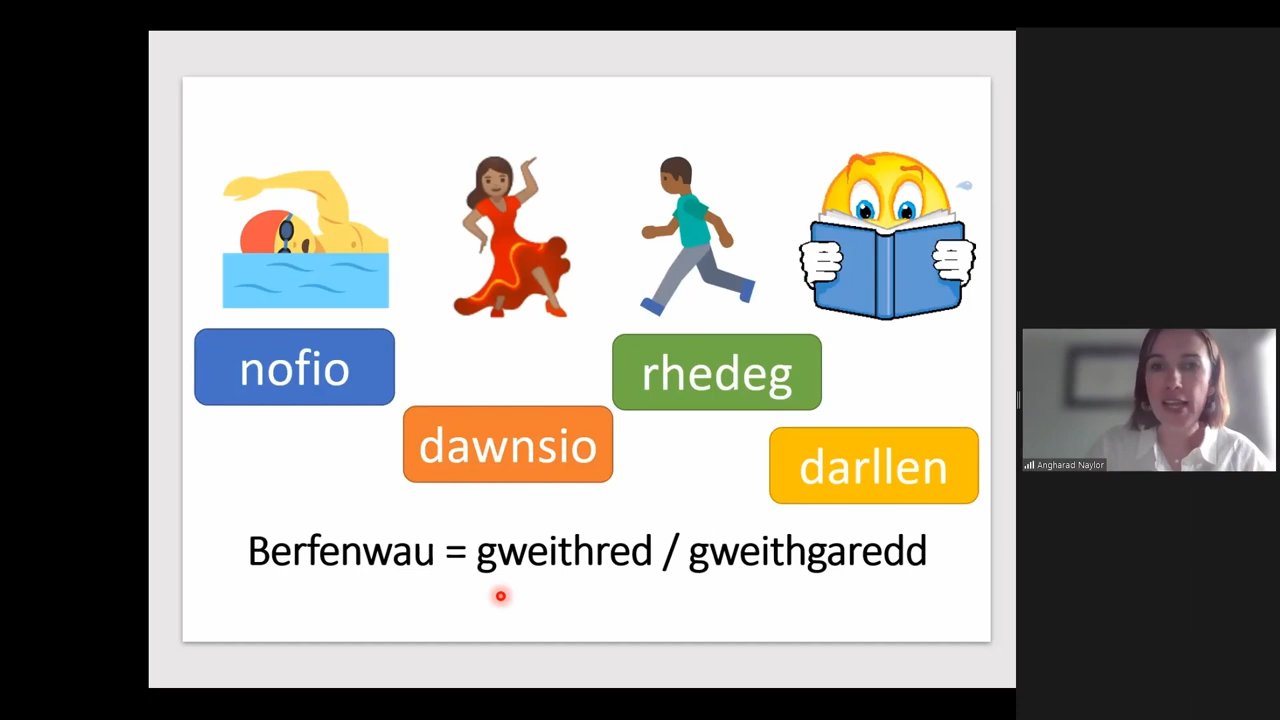 nofio
dawnsio
rhedeg
darllen
Berfenwau = gweithred / gweithgaredd
Angharad Naylor